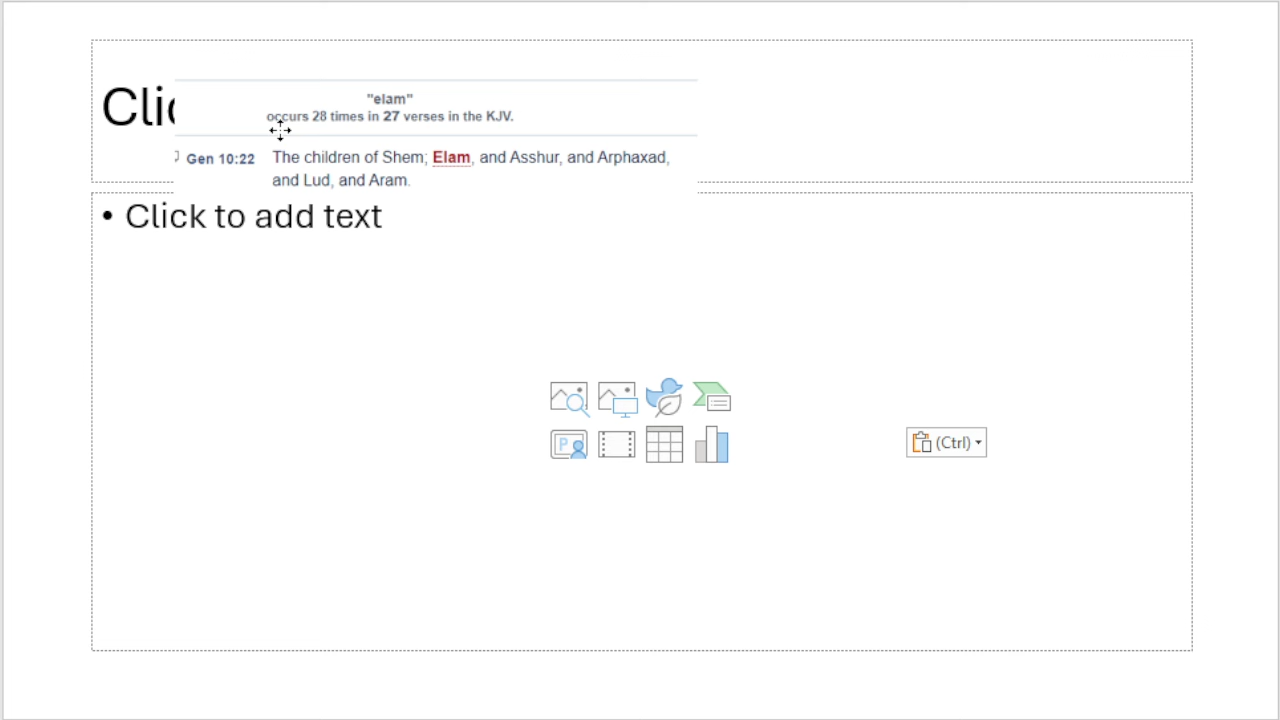 Clic
"elam"
occurs 28 times in 27 verses in the KJV.
Gen 10:22 The children of Shem; Elam, and Asshur, and Arphaxad,
and Lud, and Aram.
• Click to add text
P
(Ctrl)